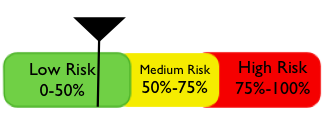 Low Risk
0-50%
Medium Risk
50%-75%
High Risk
75%-100%